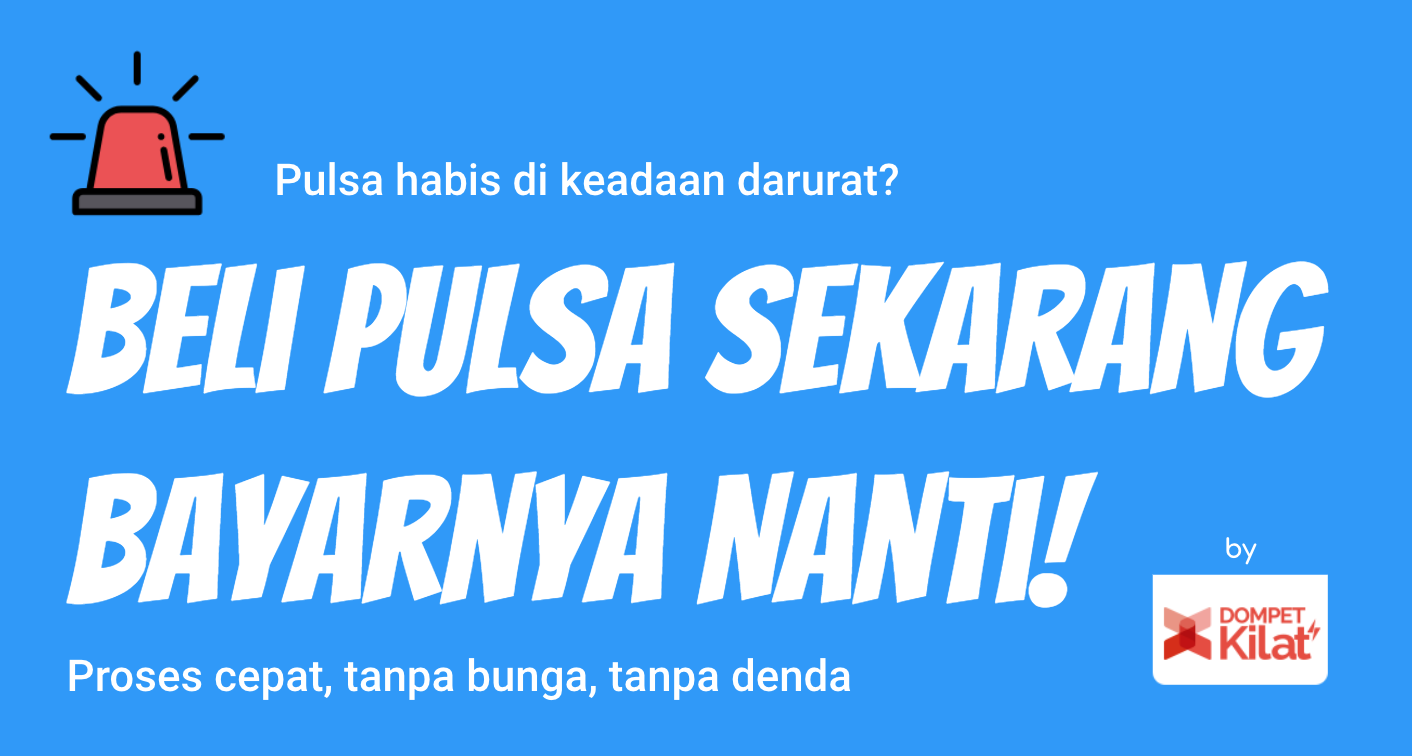 Pulsa habis di keadaan darurat?
BELI PULSA SEKARANG
BAYARNYA NANTI!
by
DOMPET
Kilat
Proses cepat, tanpa bunga, tanpa denda